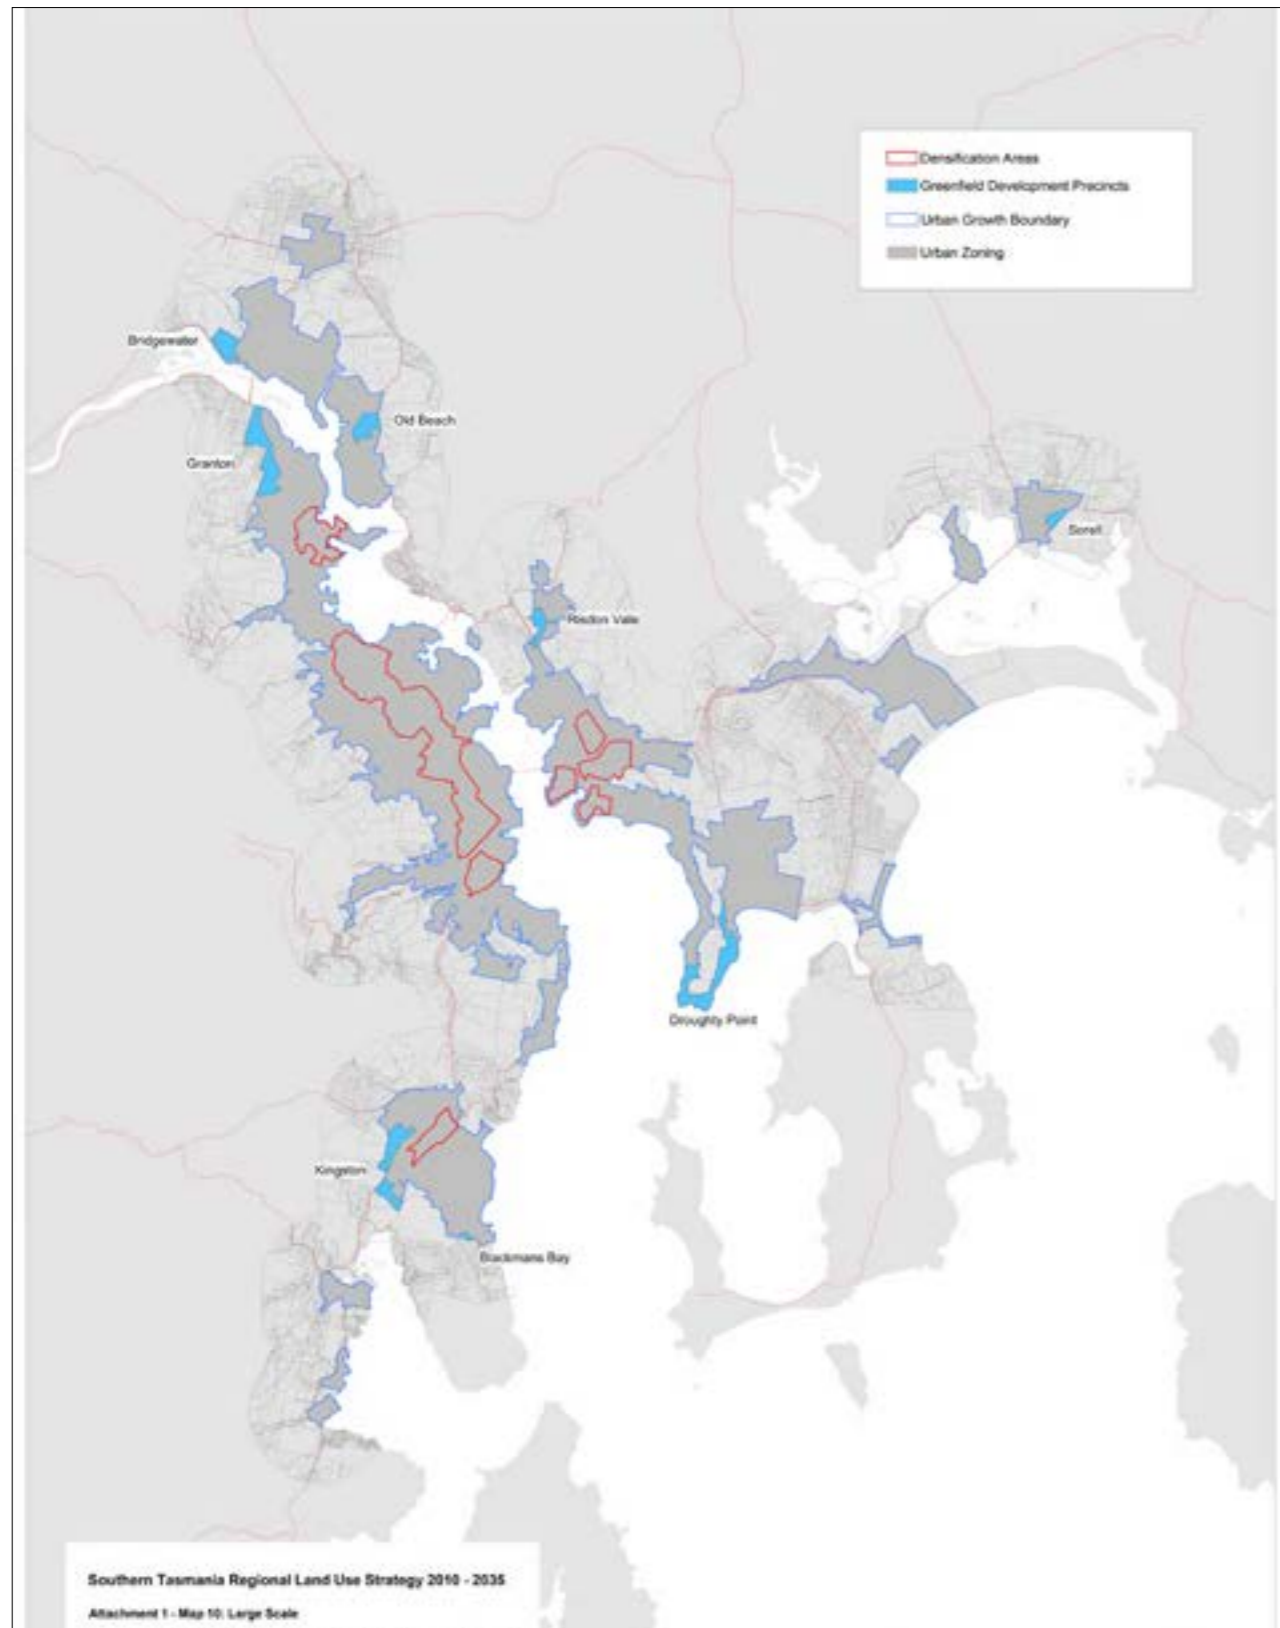 Densification Areas
Greenfield Development Precincts
Urban Growth Boundary
Urban Zoning
Bridgewater
Old Beach
Granton
Sorell
Risdon Vale
Droughty Point
Kingston
Blackmans Bay
Southern Tasmania Regional Land Use Strategy 2010 - 2035
Attachment 1 - Map 10: Large Scale